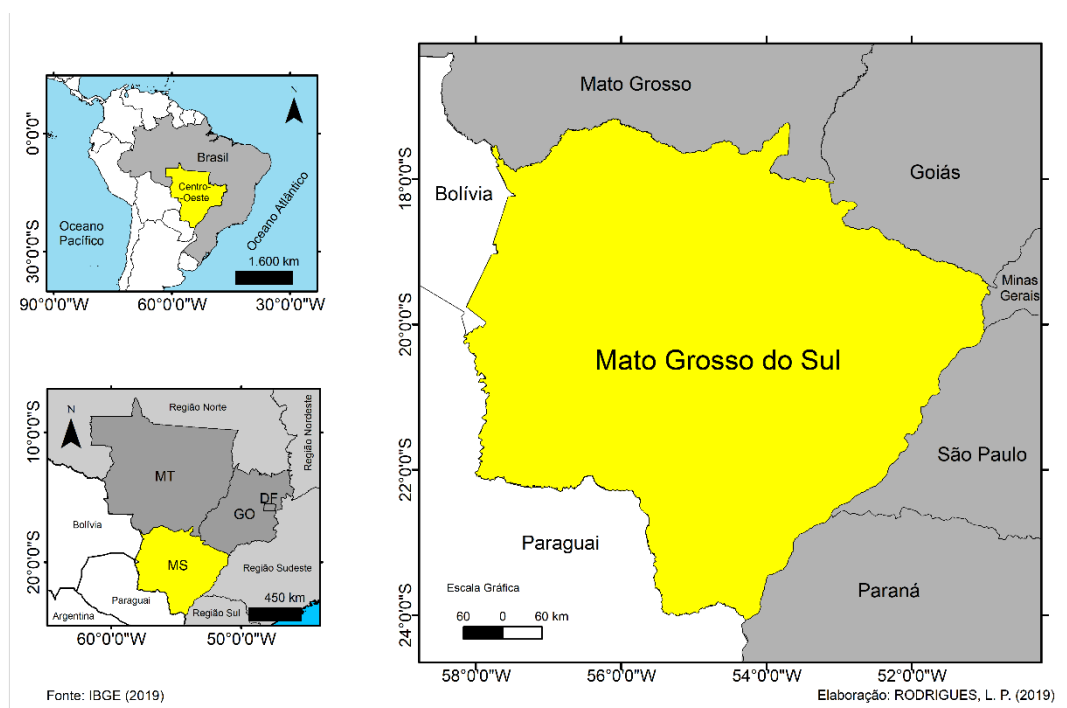 Brasil
Centro-
Oeste
Oceano
Pacífico
Oceano Atlântico
1.600 km
0°0'0"
30°0'0"S
90°0'0"W
60°0'0"W
30°0'0"W
N
Região Norte
Região Nordeste
MT
DF
GO
Bolívia
MS
Região Sudeste
Paraguai
Argentina
Região Sul
450 km
10°0'0"S
20°0'0"S
60°0'0"W
50°0'0"W
Mato Grosso
Goiás
Bolívia
Minas
Gerais
Mato Grosso do Sul
São Paulo
Paraguai
Paraná
Escala Gráfica
60 0 60 km
18°0'0"S
20°0'0"S
22°0'0"S
24°0'0"S
58°0'0"W
56°0'0"W
54°0'0"W
52°0'0"W
Fonte: IBGE (2019)
Elaboração: RODRIGUES, L. P. (2019)